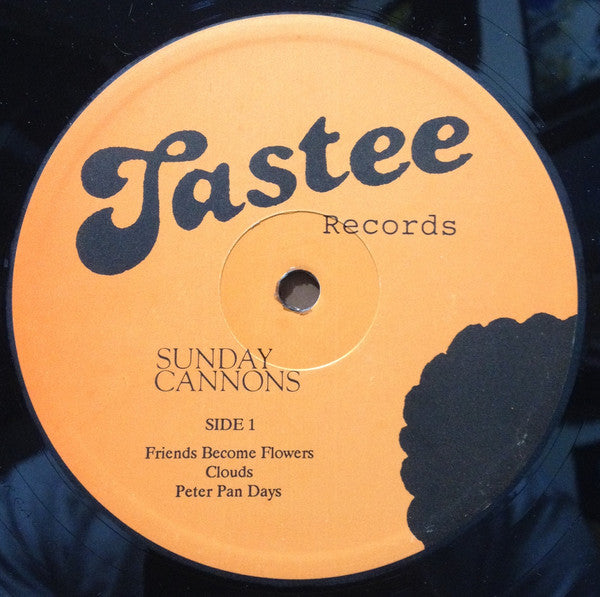 Tastee
Records
SUNDAY
CANNONS
SIDE 1
Friends Become Flowers
Clouds
Peter Pan Days